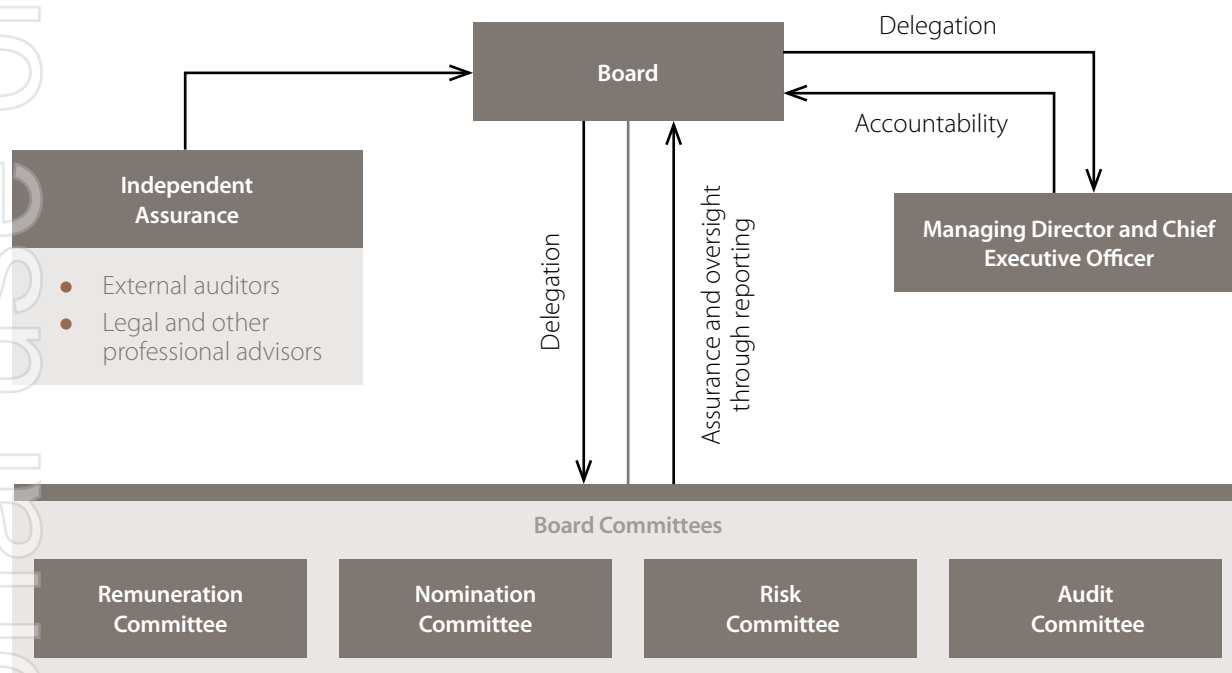 Delegation
Board
Accountability
Independent
Assurance
Managing Director and Chief
Executive Officer
External auditors
Legal and other
professional advisors
Delegation
Assurance and oversight
through reporting
Board Committees
Remuneration
Committee
Nomination
Committee
Risk
Committee
Audit
Committee